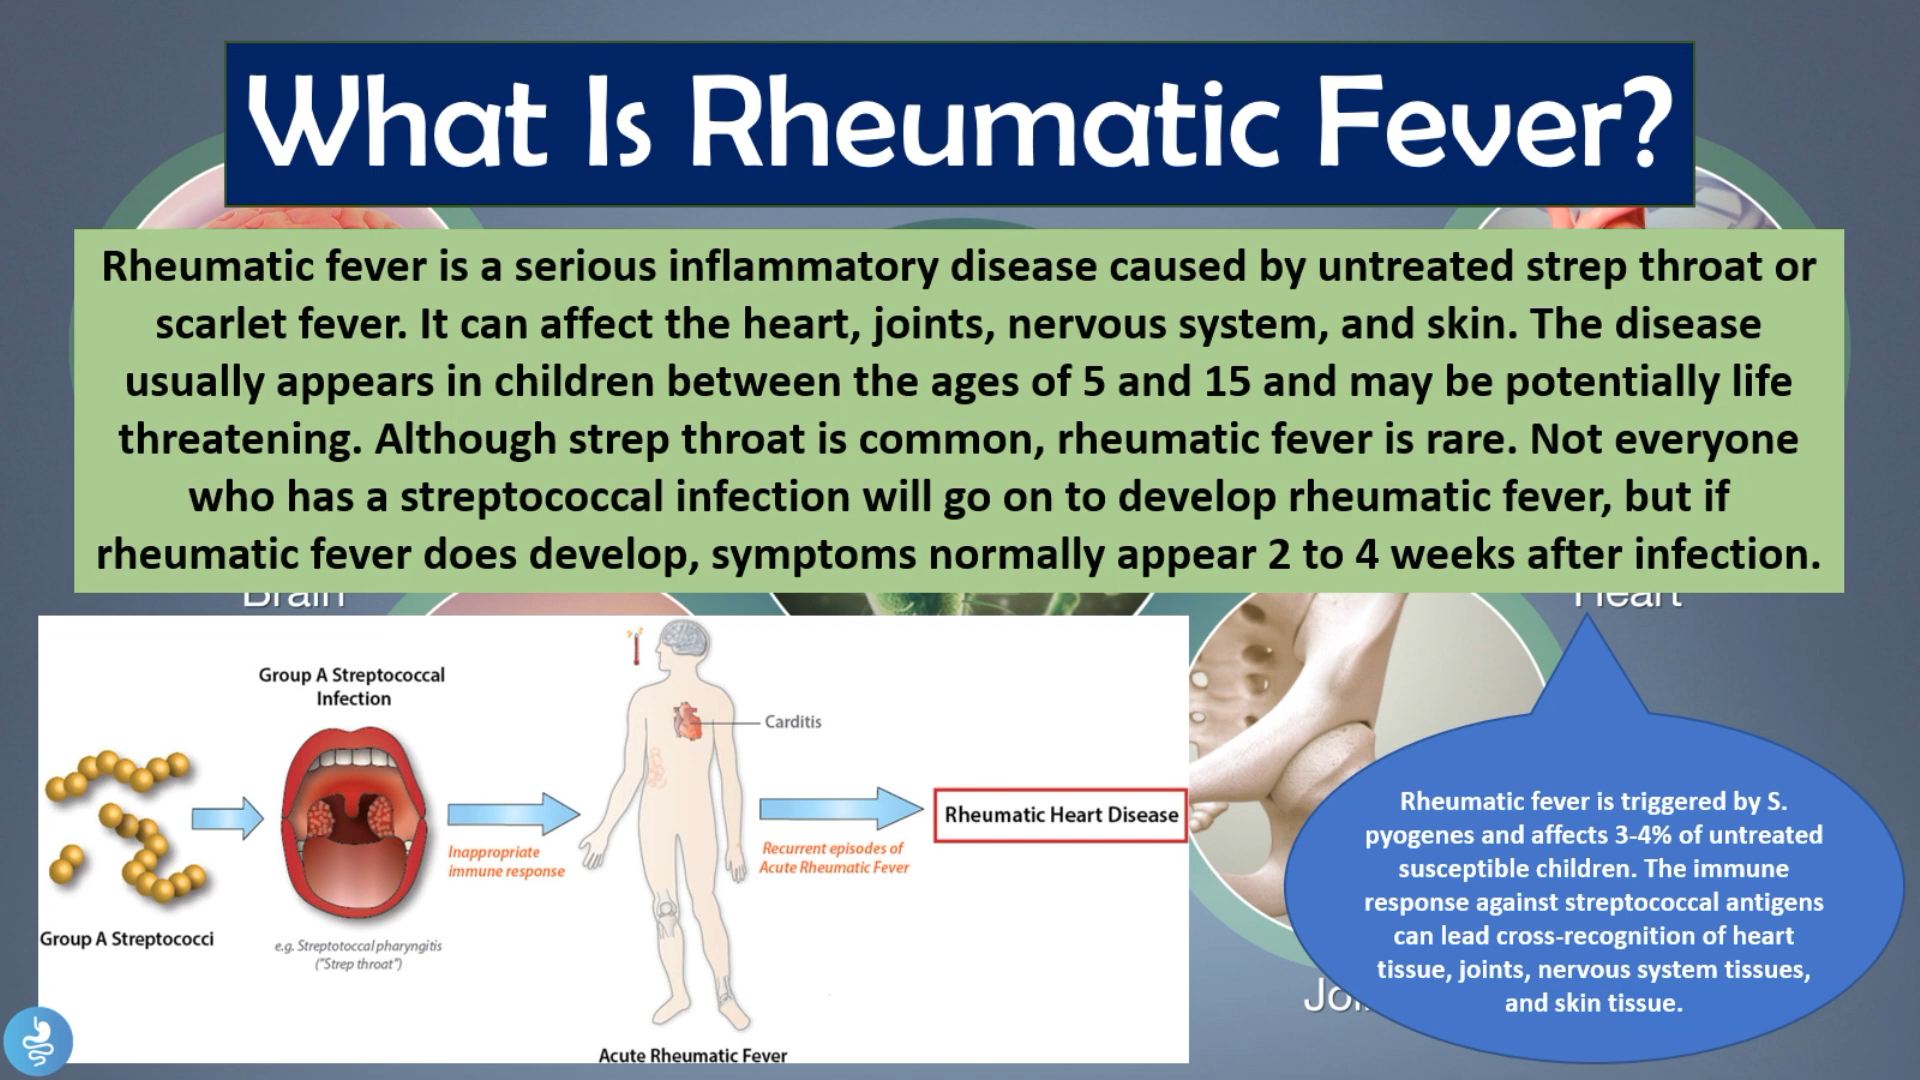 What Is Rheumatic Fever?
Rheumatic fever is a serious inflammatory disease caused by untreated strep throat or
scarlet fever. It can affect the heart, joints, nervous system, and skin. The disease
usually appears in children between the ages of 5 and 15 and may be potentially life
threatening. Although strep throat is common, rheumatic fever is rare. Not everyone
who has a streptococcal infection will go on to develop rheumatic fever, but if
rheumatic fever does develop, symptoms normally appear 2 to 4 weeks after infection.
Brain
Heart
Group A Streptococcal
Infection
Carditis
Rheumatic Heart Disease
Inappropriate
immune response
Recurrent episodes of
Acute Rheumatic Fever
Group A Streptococci
e.g. Streptotoccal pharyngitis
("Strep throat")
Acute Rheumatic Fever
Rheumatic fever is triggered by S.
pyogenes and affects 3-4% of untreated
susceptible children. The immune
response against streptococcal antigens
can lead cross-recognition of heart
tissue, joints, nervous system tissues,
and skin tissue.